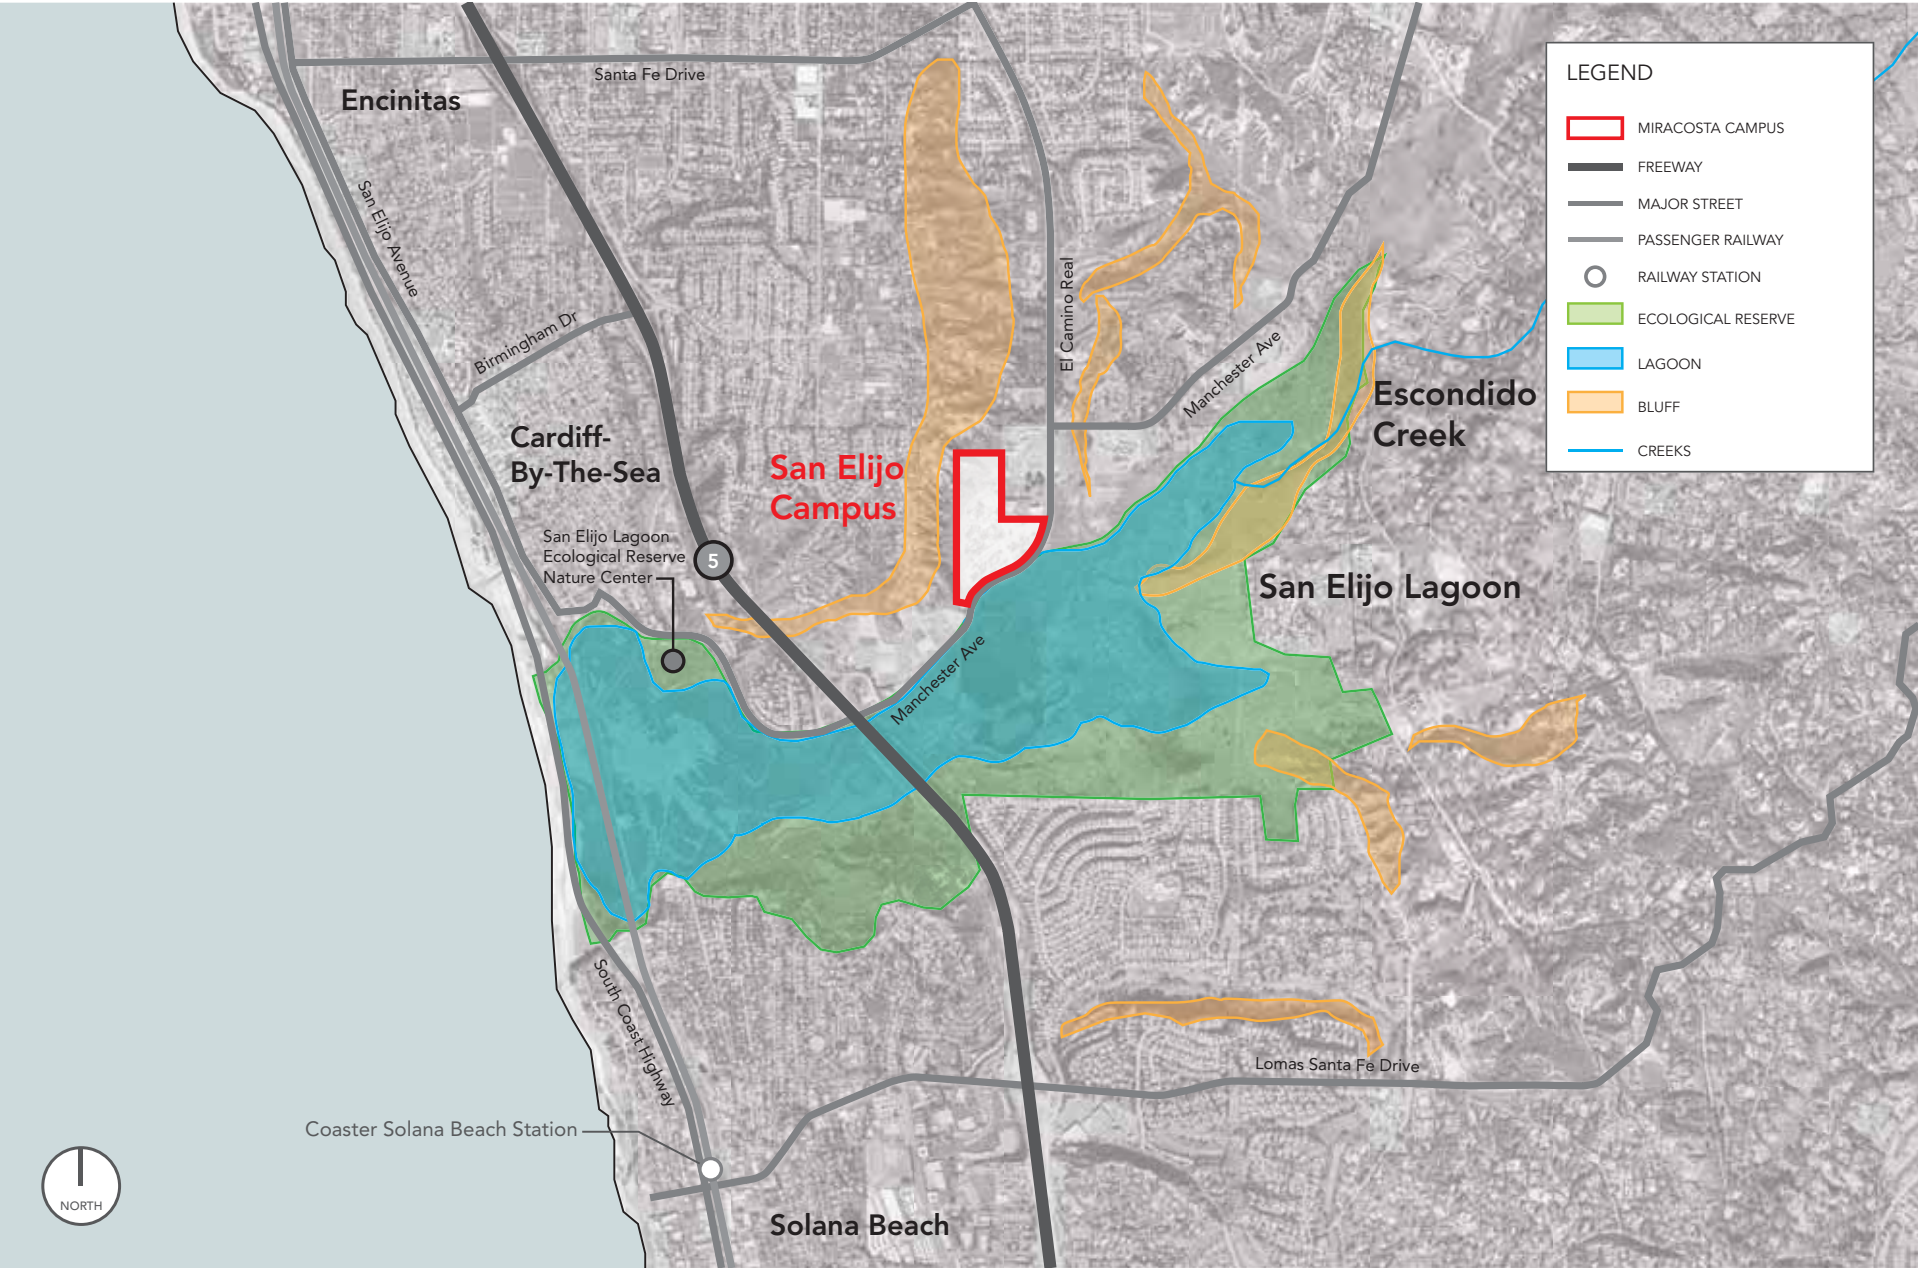 Santa Fe Drive
Encinitas
San Elijo Avenue
Birmingham Dr
El Camino Real
Manchester Ave
Cardiff-
By-The-Sea
San Elijo
Campus
Escondido
Creek
San Elijo Lagoon
Ecological Reserve
Nature Center
5
San Elijo Lagoon
Manchester Ave
South Coast Highway
Lomas Santa Fe Drive
Coaster Solana Beach Station
Solana Beach
NORTH
LEGEND
MIRACOSTA CAMPUS
FREEWAY
MAJOR STREET
PASSENGER RAILWAY
RAILWAY STATION
ECOLOGICAL RESERVE
LAGOON
BLUFF
CREEKS